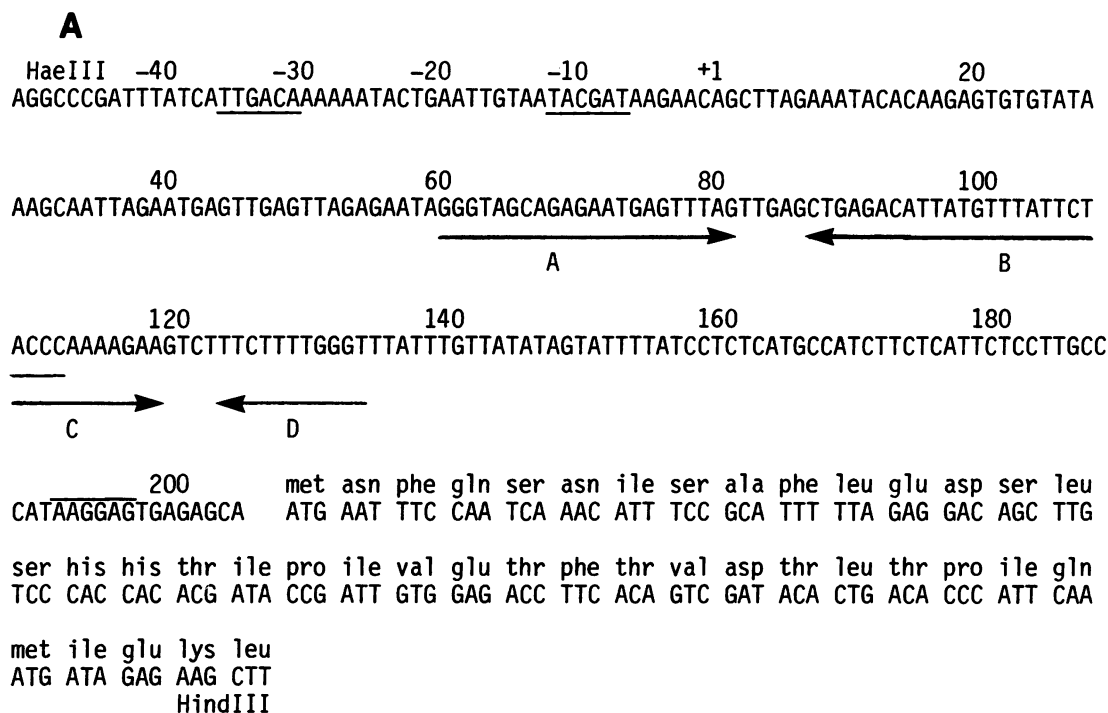 A
HaeIII -40 -30 -20 -10 +1 20
AGGCCCGATTTATCATTGACAAAAAATACTGAATTGTAATACGATAAGAACAGCTTAGAAATACACAAGAGTGTGTATA
40 60 80 100
AAGCAATTAGAATGAGTTGAGTTAGAGAATAGGGTAGCAGAGAATGAGTTTAGTTGAGCTGAGACATTATGTTTATTCT
A B
120 140 160 180
ACCCAAAAGAAGTCTTTCTTTTGGGTTTATTTGTTATATAGTATTTTATCCTCTCATGCCATCTTCTCATTCTCCTTGCC
C D
200 met asn phe gln ser asn ile ser ala phe leu glu asp ser leu
CATAAGGAGTGAGAGCA ATG AAT TTC CAA TCA AAC ATT TCC GCA TTT TTA GAG GAC AGC TTG
ser his his thr ile pro ile val glu thr phe thr val asp thr leu thr pro ile gln
TCC CAC CAC ACG ATA CCG ATT GTG GAG ACC TTC ACA GTC GAT ACA CTG ACA CCC ATT CAA
met ile glu lys leu
ATG ATA GAG AAG CTT
HindIII